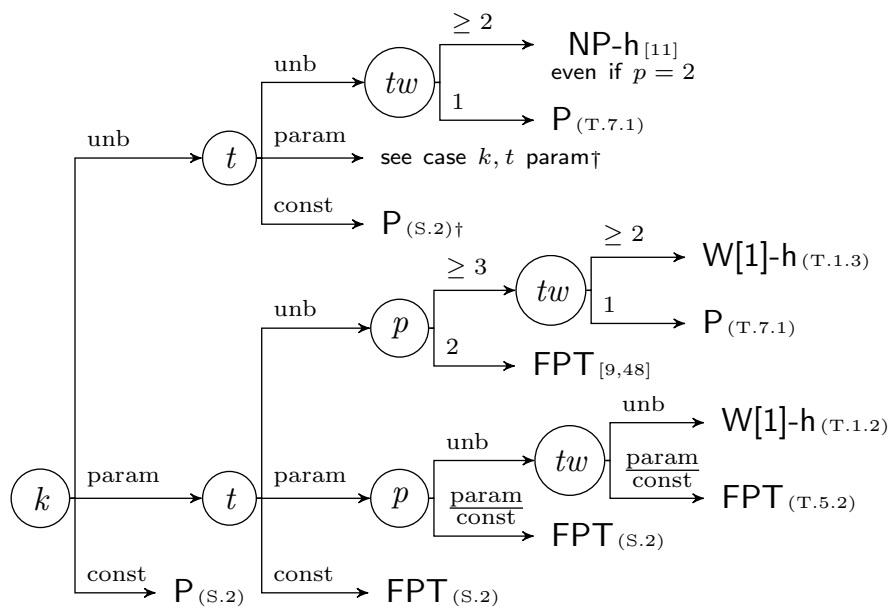 ≥ 2
NP-h [11]
even if p = 2
unb
tw
1
P (T.7.1)
unb
t
param
see case k, t param†
const
P (S.2)†
≥ 2
W[1]-h (T.1.3)
≥ 3
tw
1
P (T.7.1)
unb
p
2
FPT [9,48]
unb
W[1]-h (T.1.2)
unb
tw
param
const
FPT (T.5.2)
k
param
t
param
p
param
const
FPT (S.2)
const
P (S.2)
const
FPT (S.2)